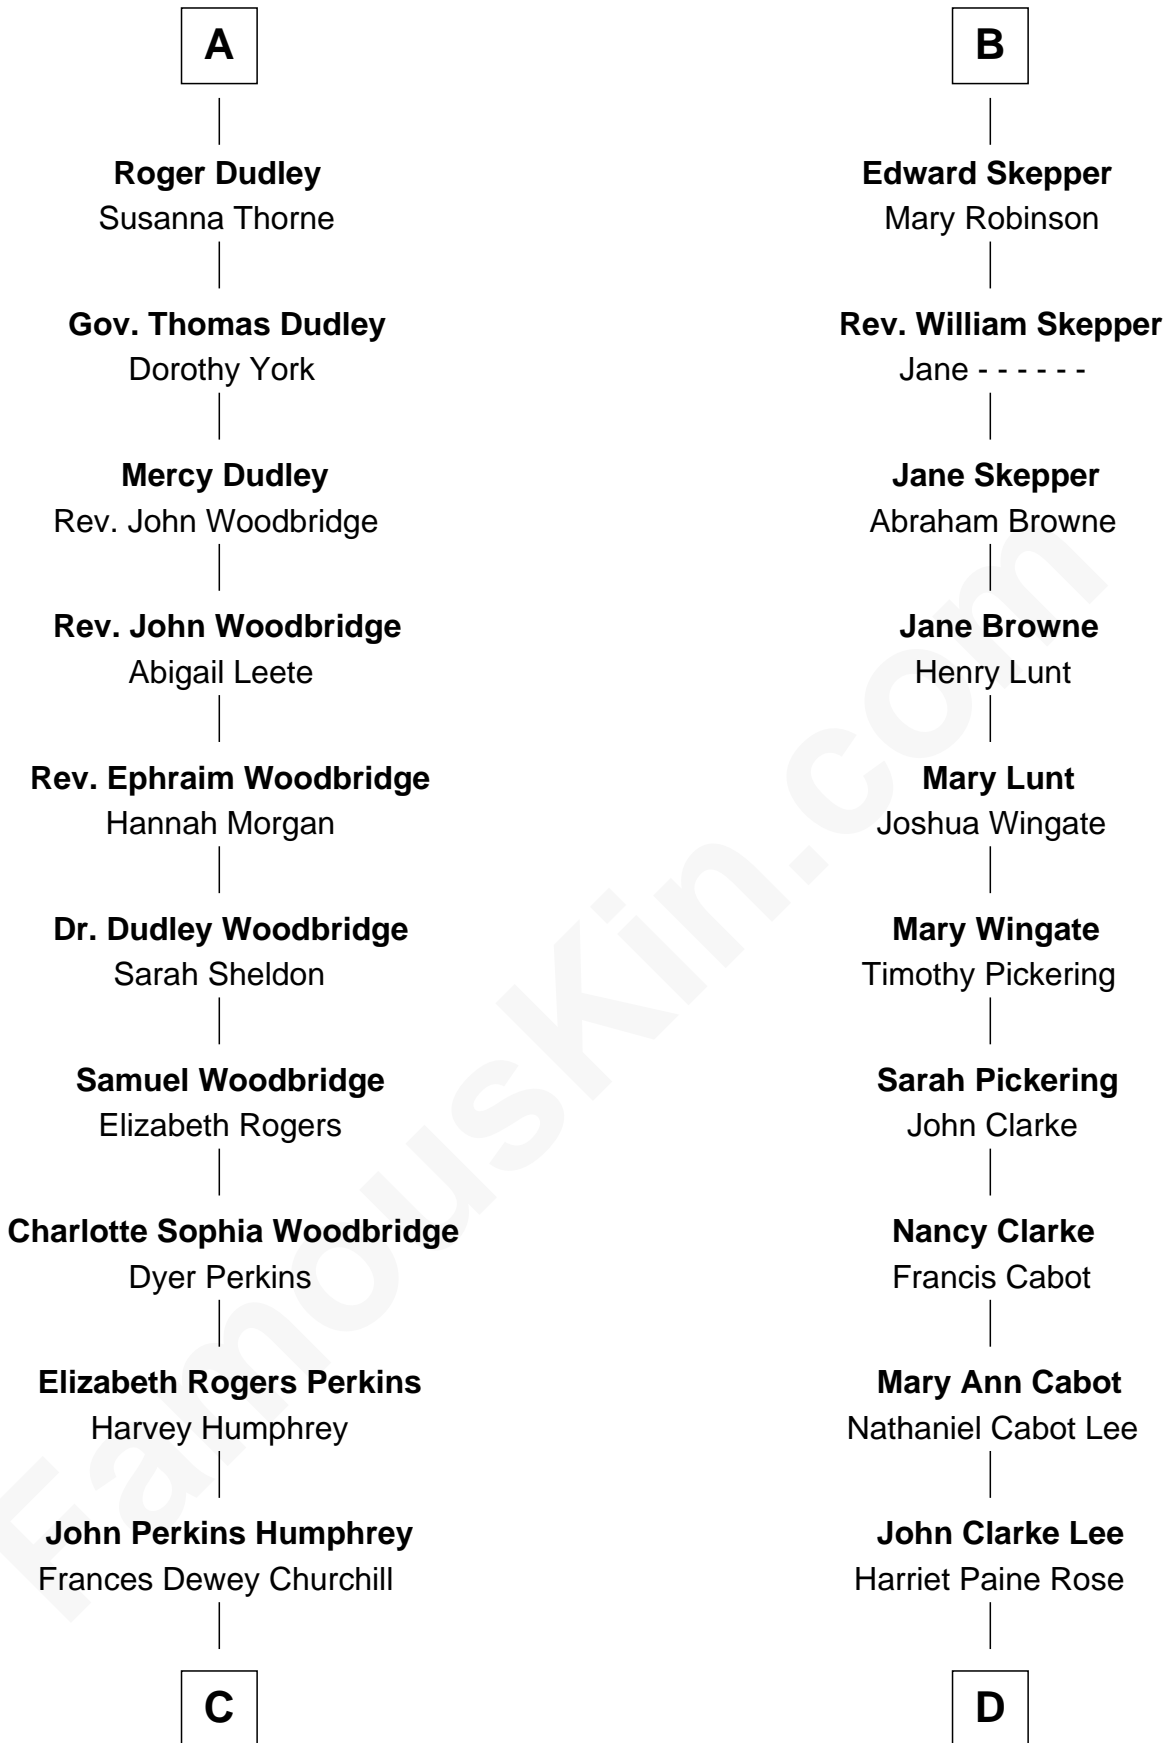 A
Roger Dudley
Susanna Thorne
Gov. Thomas Dudley
Dorothy York
Mercy Dudley
Rev. John Woodbridge
Rev. John Woodbridge
Abigail Leete
Rev. Ephraim Woodbridge
Hannah Morgan
Dr. Dudley Woodbridge
Sarah Sheldon
Samuel Woodbridge
Elizabeth Rogers
Charlotte Sophia Woodbridge
Dyer Perkins
Elizabeth Rogers Perkins
Harvey Humphrey
John Perkins Humphrey
Frances Dewey Churchill
C
B
Edward Skepper
Mary Robinson
Rev. William Skepper
Jane - - - - - -
Jane Skepper
Abraham Browne
Jane Browne
Henry Lunt
Mary Lunt
Joshua Wingate
Mary Wingate
Timothy Pickering
Sarah Pickering
John Clarke
Nancy Clarke
Francis Cabot
Mary Ann Cabot
Nathaniel Cabot Lee
John Clarke Lee
Harriet Paine Rose
D
FamousKin.com